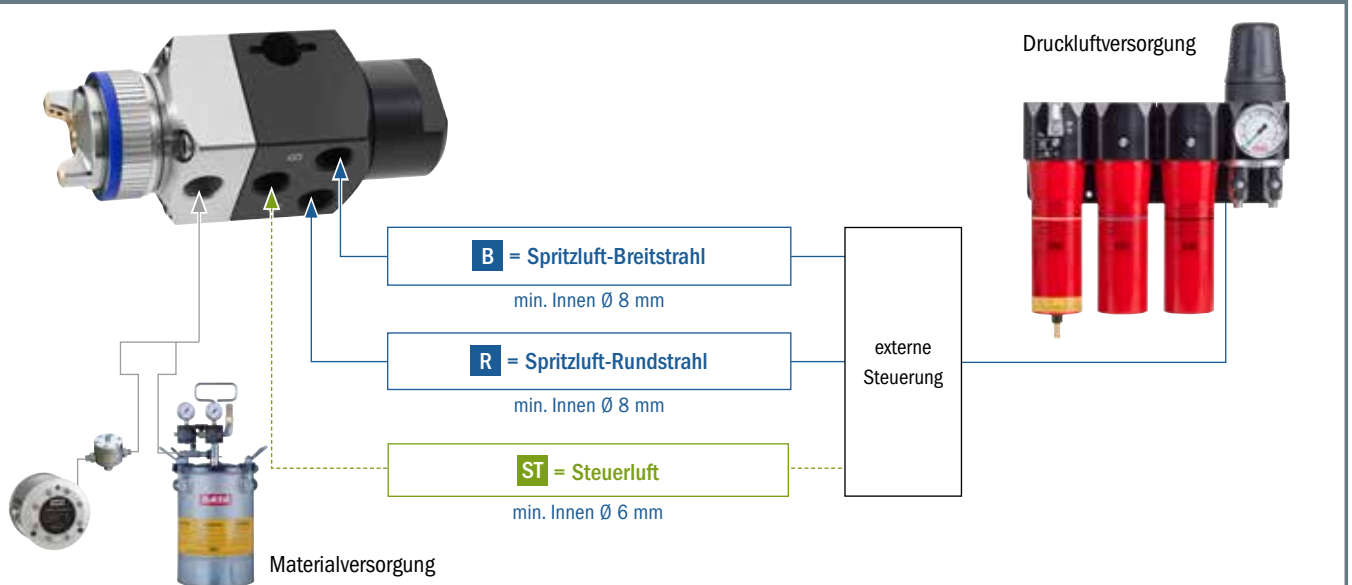 Druckluftversorgung
B = Spritzluft-Breitstrahl
min. Innen Ø 8 mm
R = Spritzluft-Rundstrahl
min. Innen Ø 8 mm
externe
Steuerung
ST = Steuerluft
min. Innen Ø 6 mm
SATA
Materialversorgung